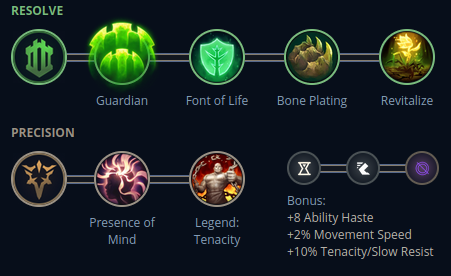 RESOLVE
Guardian
Font of Life
Bone Plating
Revitalize
PRECISION
Presence of
Mind
Legend:
Tenacity
Bonus:
+8 Ability Haste
+2% Movement Speed
+10% Tenacity/Slow Resist